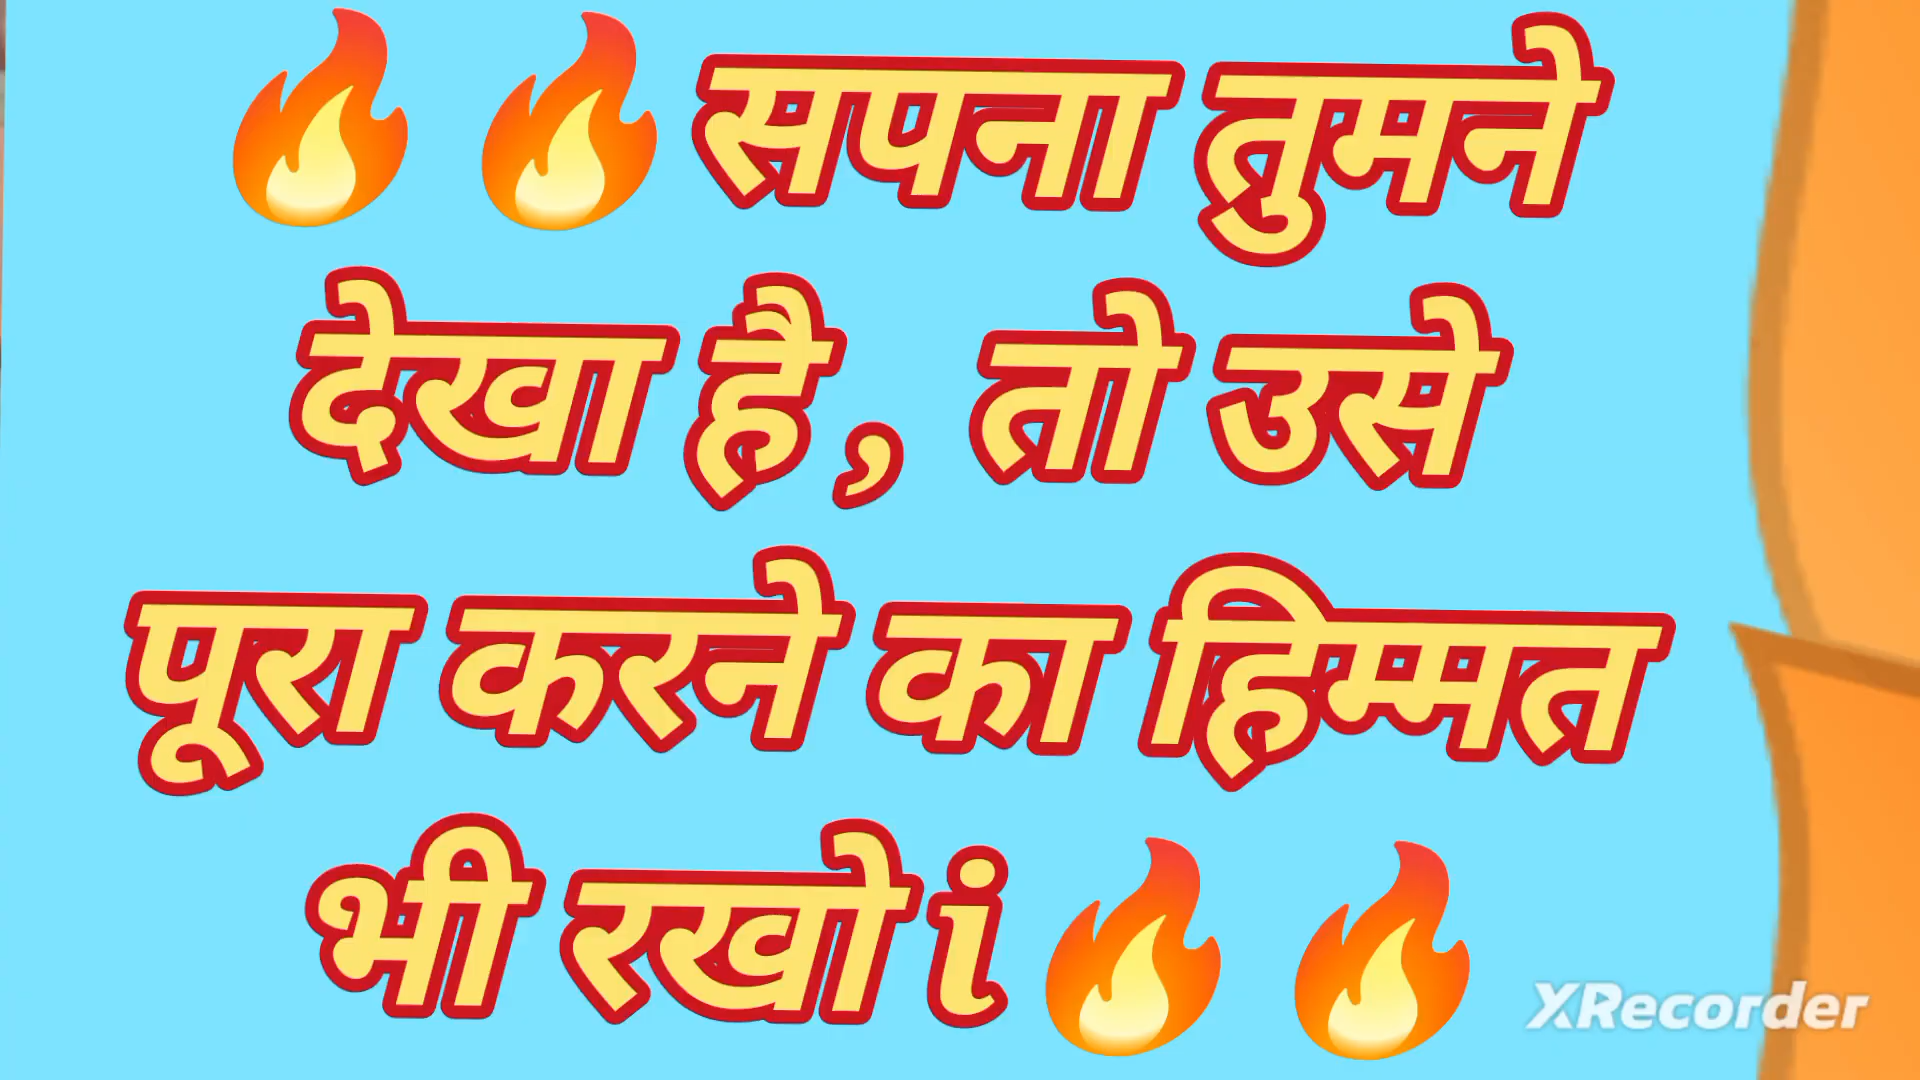 🔥🔥सपना तुमने
देखा है, तो उसे
पूरा करने का हिम्मत
भी रखो i🔥🔥
XRecorder